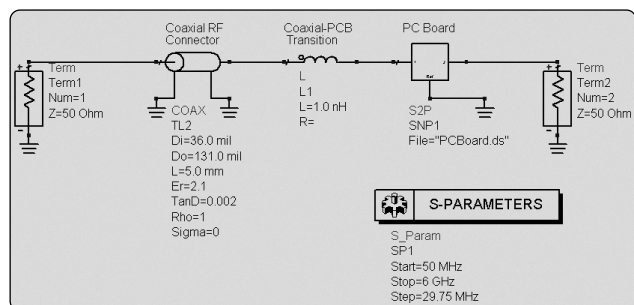 Coaxial RF
Connector
Coaxial-PCB
Transition
PC Board
+
Term
Term1
Num=1
Z=50 Ohm
-
COAX
TL2
Di=36.0 mil
Do=131.0 mil
L=5.0 mm
Er=2.1
TanD=0.002
Rho=1
Sigma=0
L
L1
L=1.0 nH
R=
1
2
Ref
S2P
SNP1
File="PCBoard.ds"
+
Term
Term2
Num=2
Z=50 Ohm
-
S-PARAMETERS
S_Param
SP1
Start=50 MHz
Stop=6 GHz
Step=29.75 MHz